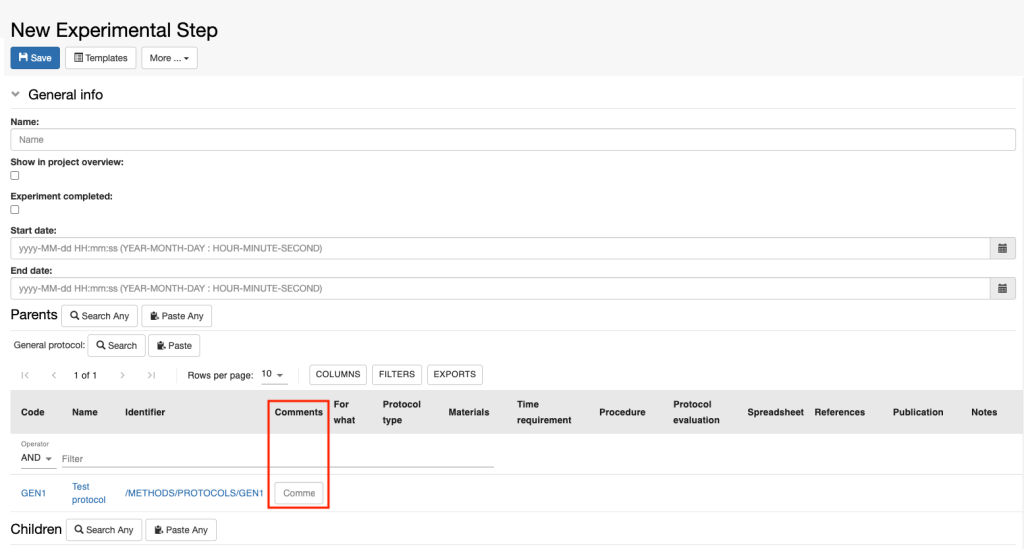 New Experimental Step
Save Templates More ...
General info
Name:
Name
Show in project overview:
Experiment completed:
Start date:
yyyy-MM-dd HH:mm:ss (YEAR-MONTH-DAY : HOUR-MINUTE-SECOND)
End date:
yyyy-MM-dd HH:mm:ss (YEAR-MONTH-DAY : HOUR-MINUTE-SECOND)
Parents Search Any Paste Any
General protocol: Search Paste
1 of 1 Rows per page: 10 COLUMNS FILTERS EXPORTS
Code Name Identifier Comments For what Protocol type Materials Time requirement Procedure Protocol evaluation Spreadsheet References Publication Notes
Operator
AND Filter
GEN1 Test protocol /METHODS/PROTOCOLS/GEN1 Comme
Children Search Any Paste Any